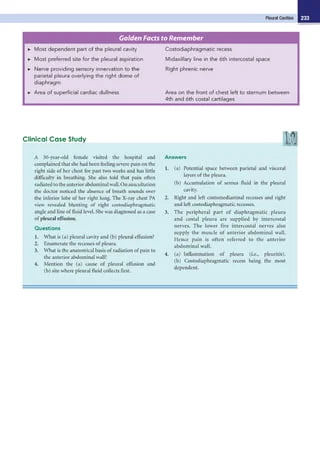 Pleural Cavities 233
Golden Facts to Remember
▸ Most dependent part of the pleural cavity Costodiaphragmatic recess
▸ Most preferred site for the pleural aspiration Midaxillary line in the 6th intercostal space
▸ Nerve providing sensory innervation to the Right phrenic nerve
parietal pleura overlying the right dome of
diaphragm
▸ Area of superficial cardiac dullness Area on the front of chest left to sternum between
4th and 6th costal cartilages
Clinical Case Study
A 30-year-old female visited the hospital and
complained that she had been feeling severe pain on the
right side of her chest for past two weeks and has little
difficulty in breathing. She also told that pain often
radiated to the anterior abdominal wall. On auscultation
the doctor noticed the absence of breath sounds over
the inferior lobe of her right lung. The X-ray chest PA
view revealed blunting of right costodiaphragmatic
angle and line of fluid level. She was diagnosed as a case
of pleural effusion.
Questions
1. What is (a) pleural cavity and (b) pleural effusion?
2. Enumerate the recesses of pleura.
3. What is the anatomical basis of radiation of pain to
the anterior abdominal wall?
4. Mention the (a) cause of pleural effusion and
(b) site where pleural fluid collects first.
Answers
1. (a) Potential space between parietal and visceral
layers of the pleura.
(b) Accumulation of serous fluid in the pleural
cavity.
2. Right and left costomediastinal recesses and right
and left costodiaphragmatic recesses.
3. The peripheral part of diaphragmatic pleura
and costal pleura are supplied by intercostal
nerves. The lower five intercostal nerves also
supply the muscle of anterior abdominal wall.
Hence pain is often referred to the anterior
abdominal wall.
4. (a) Inflammation of pleura (i.e., pleuritis).
(b) Costodiaphragmatic recess being the most
dependent.